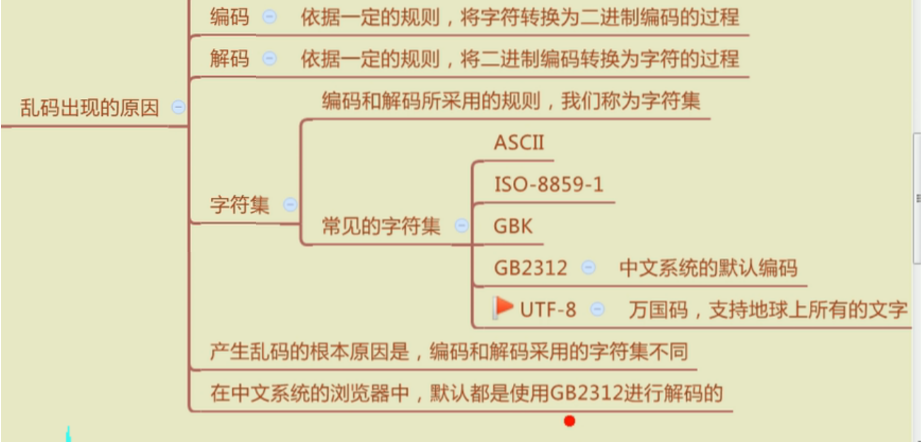 编码 依据一定的规则，将字符转换为二进制编码的过程
解码 依据一定的规则，将二进制编码转换为字符的过程
乱码出现的原因
编码和解码所采用的规则，我们称为字符集
字符集
常见的字符集
ASCII
ISO-8859-1
GBK
GB2312 中文系统的默认编码
UTF-8 万国码，支持地球上所有的文字
产生乱码的根本原因是，编码和解码采用的字符集不同
在中文系统的浏览器中，默认都是使用GB2312进行解码的